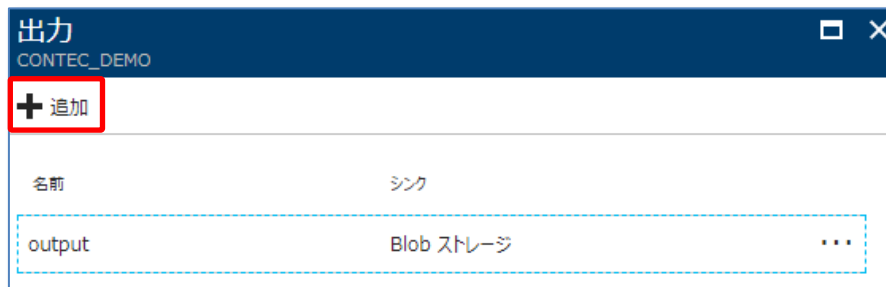 出力
CONTEC_DEMO
追加
名前 シンク
output Blob ストレージ ...